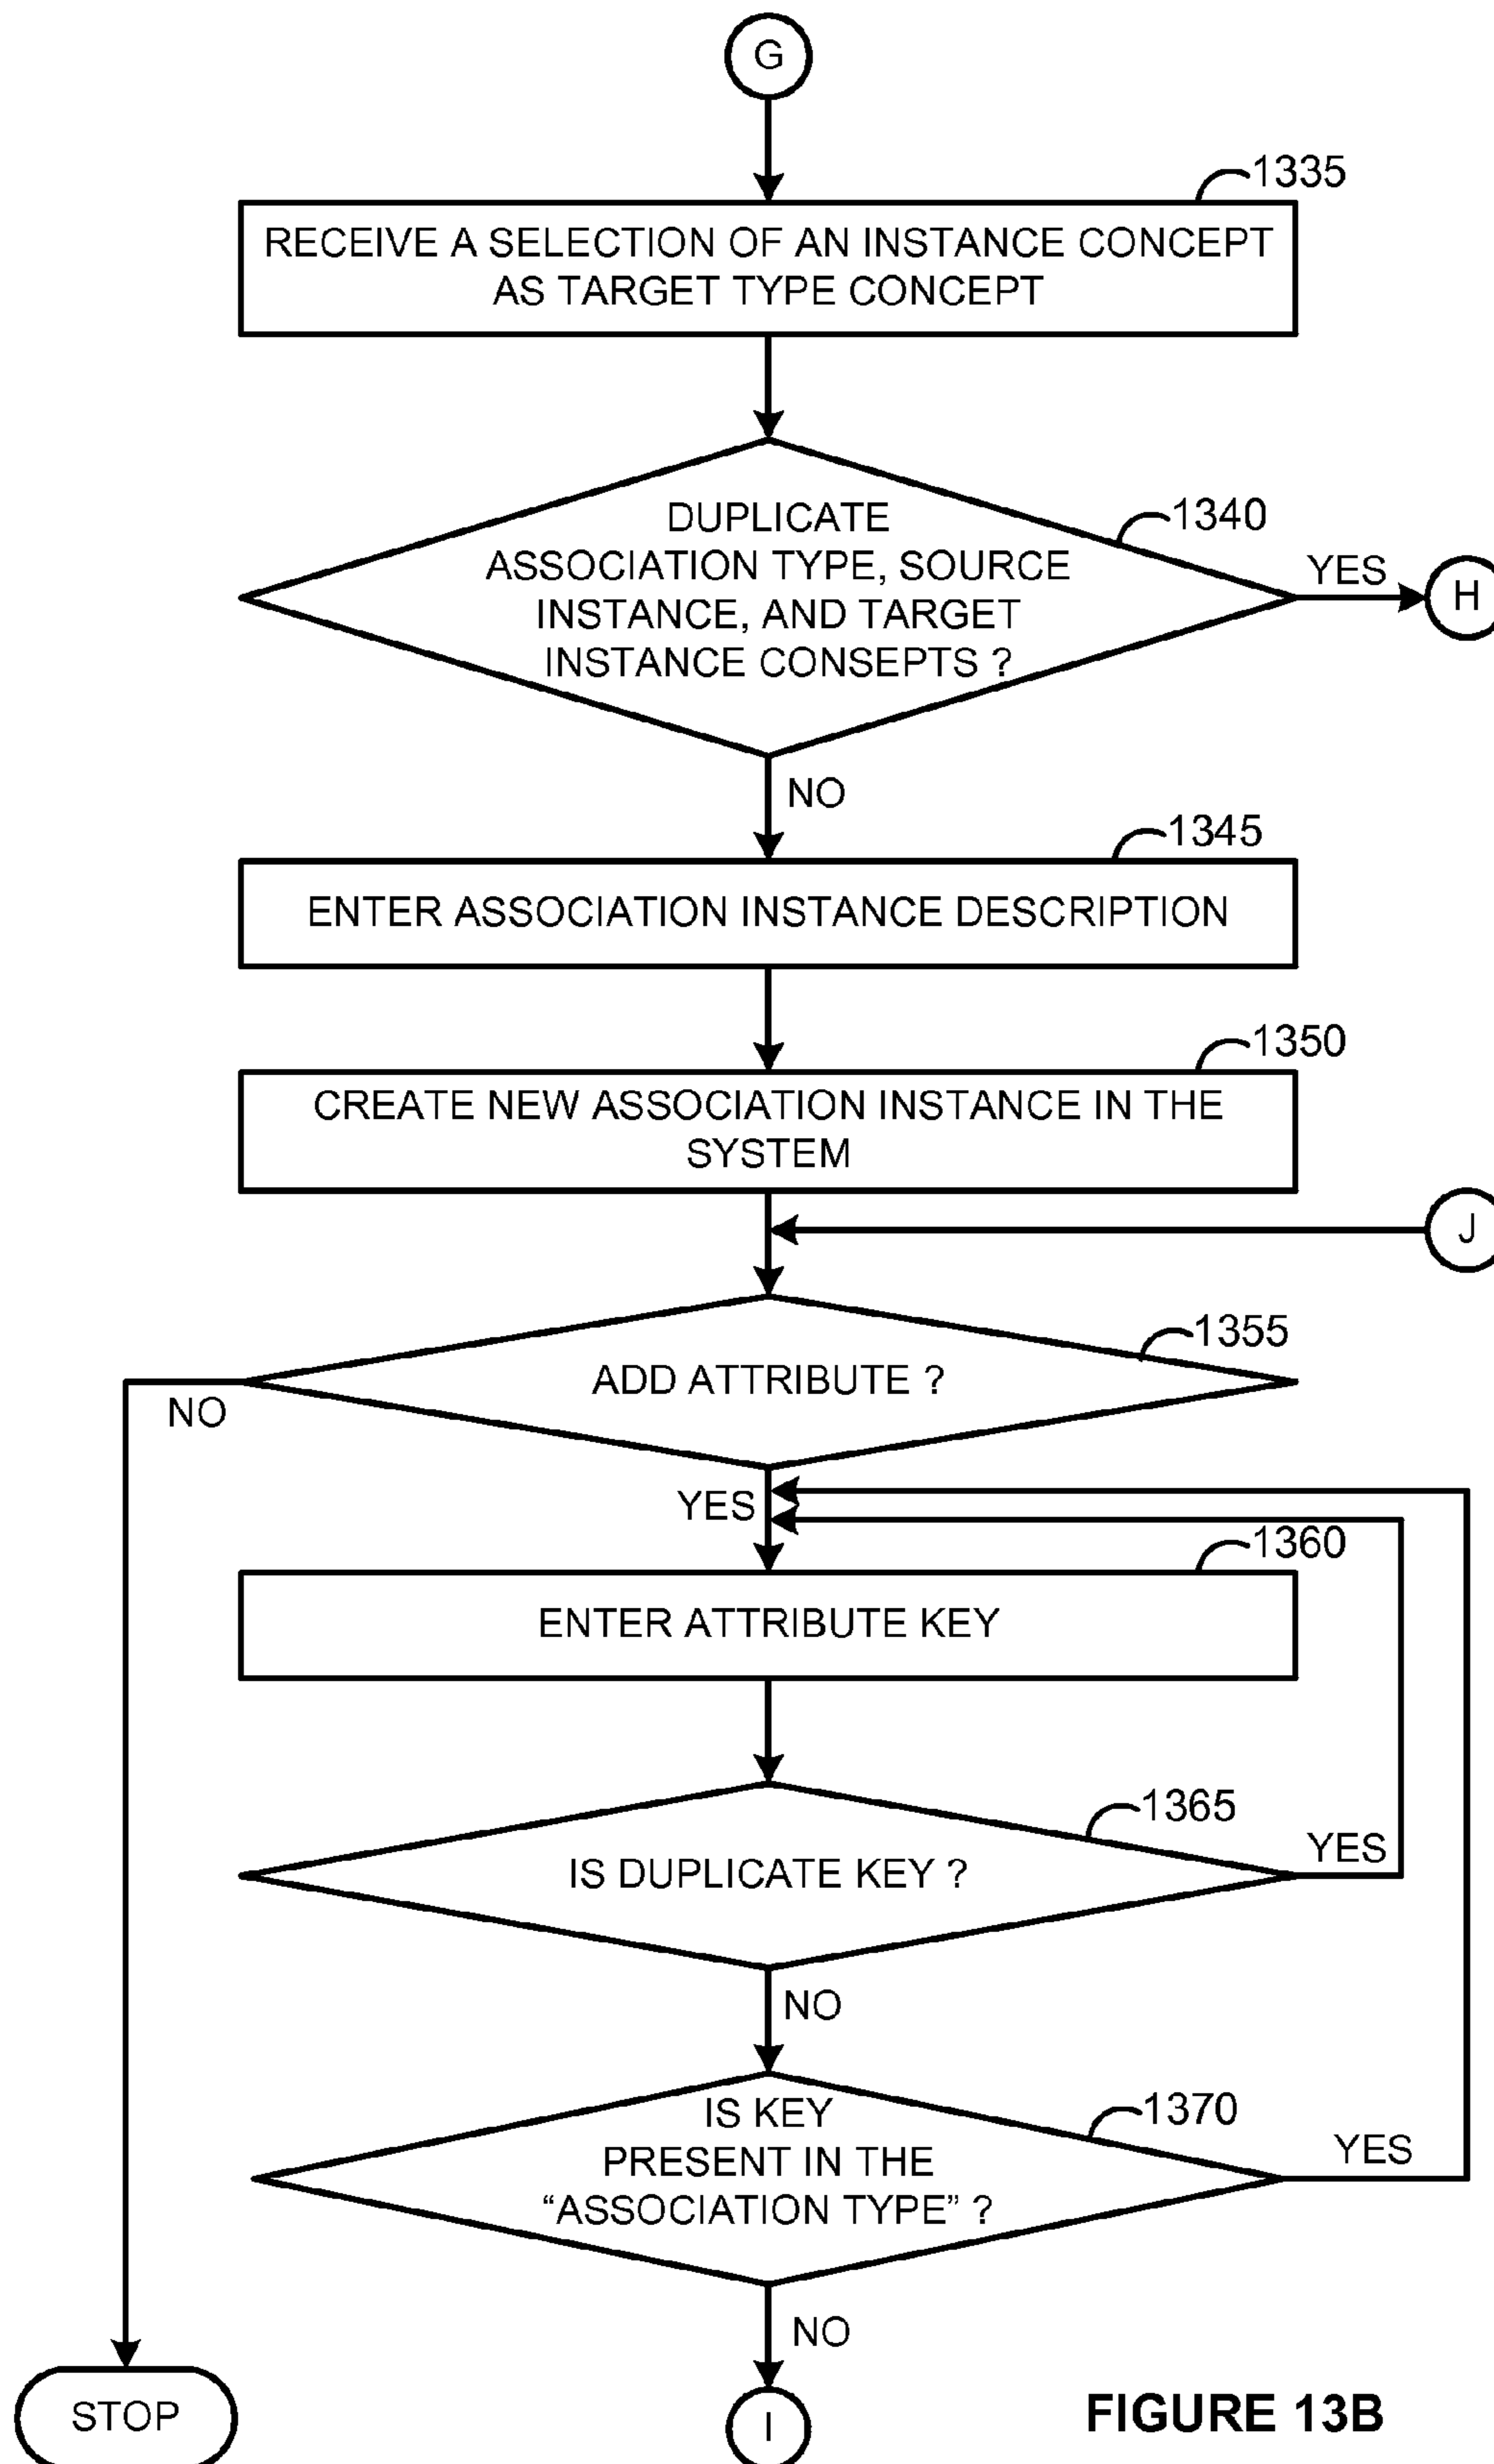 G
1335
RECEIVE A SELECTION OF AN INSTANCE CONCEPT
AS TARGET TYPE CONCEPT
1340
DUPLICATE
ASSOCIATION TYPE, SOURCE
INSTANCE, AND TARGET
INSTANCE CONSEPTS ?
YES
H
NO
1345
ENTER ASSOCIATION INSTANCE DESCRIPTION
1350
CREATE NEW ASSOCIATION INSTANCE IN THE
SYSTEM
J
1355
ADD ATTRIBUTE ?
NO
YES
1360
ENTER ATTRIBUTE KEY
1365
IS DUPLICATE KEY ?
YES
NO
1370
IS KEY
PRESENT IN THE
“ASSOCIATION TYPE” ?
YES
NO
STOP
I
FIGURE 13B